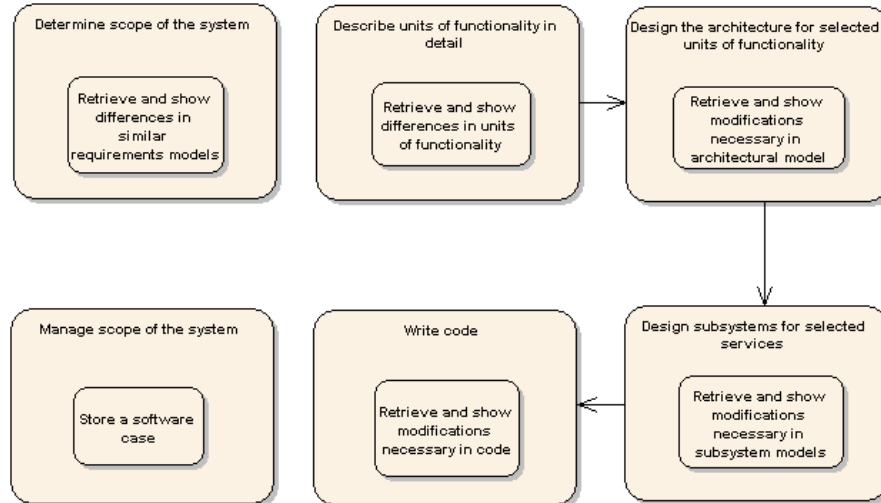 Determine scope of the system
Retrieve and show
differences in
similar
requirements models
Describe units of functionality in
detail
Retrieve and show
differences in units
of functionality
Design the architecture for selected
units of functionality
Retrieve and show
modifications
necessary in
architectural model
Manage scope of the system
Store a software
case
Write code
Retrieve and show
modifications
necessary in code
Design subsystems for selected
services
Retrieve and show
modifications
necessary in
subsystem models